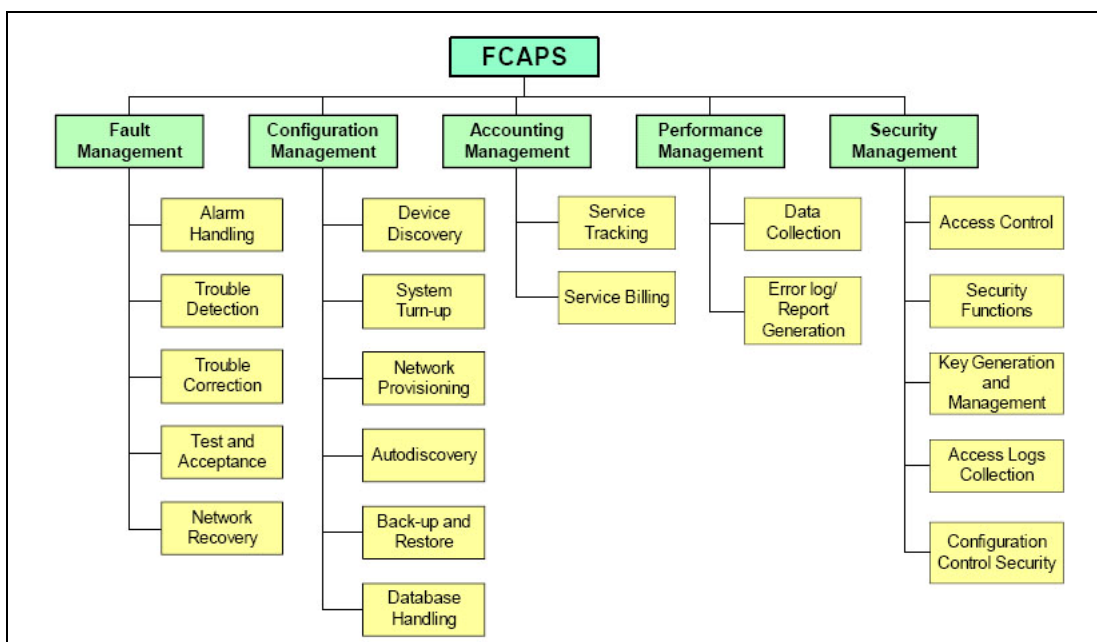 FCAPS
Fault
Management
Configuration
Management
Accounting
Management
Performance
Management
Security
Management
Alarm
Handling
Trouble
Detection
Trouble
Correction
Test and
Acceptance
Network
Recovery
Device
Discovery
System
Turn-up
Network
Provisioning
Autodiscovery
Back-up and
Restore
Database
Handling
Service
Tracking
Service Billing
Data
Collection
Error log/
Report
Generation
Access Control
Security
Functions
Key Generation
and
Management
Access Logs
Collection
Configuration
Control Security